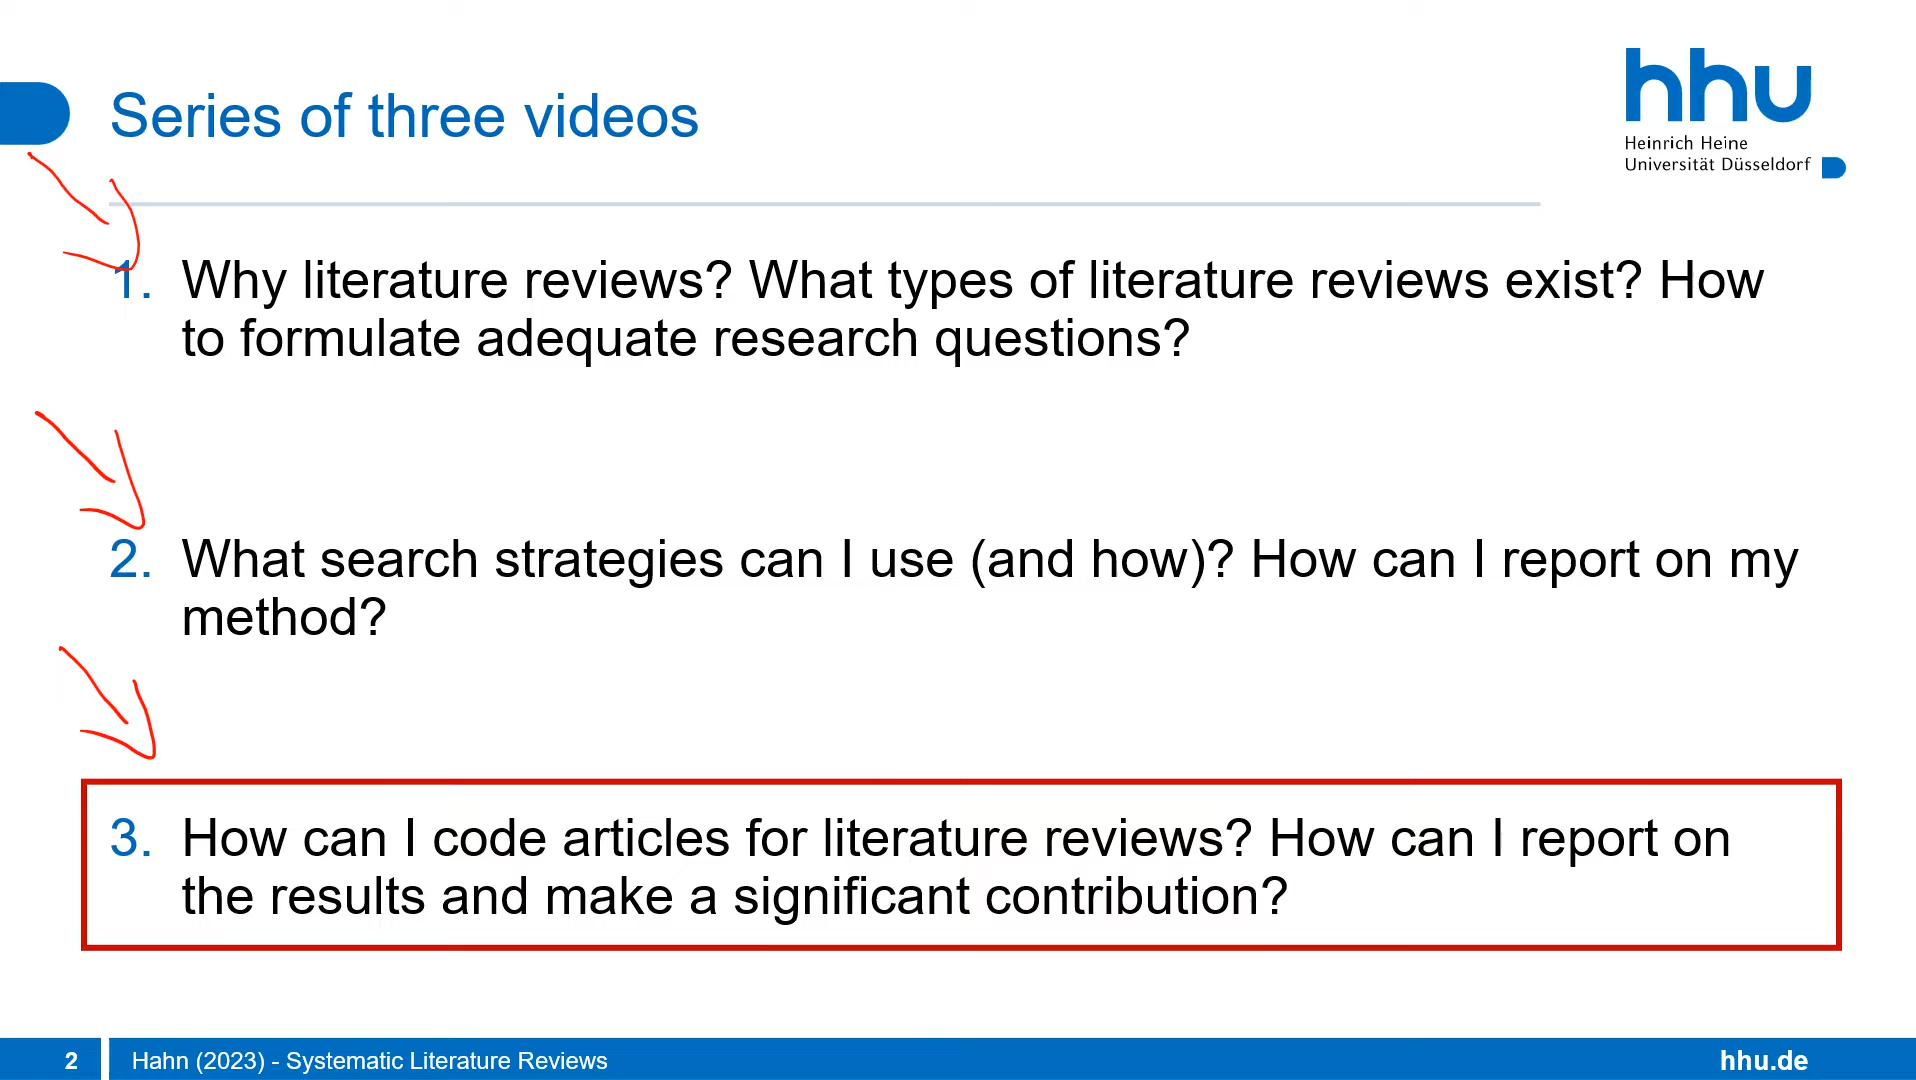 Series of three videos
hhu
Heinrich Heine
Universität Düsseldorf
1. Why literature reviews? What types of literature reviews exist? How
to formulate adequate research questions?
2. What search strategies can I use (and how)? How can I report on my
method?
3. How can I code articles for literature reviews? How can I report on
the results and make a significant contribution?
2 Hahn (2023) - Systematic Literature Reviews hhu.de